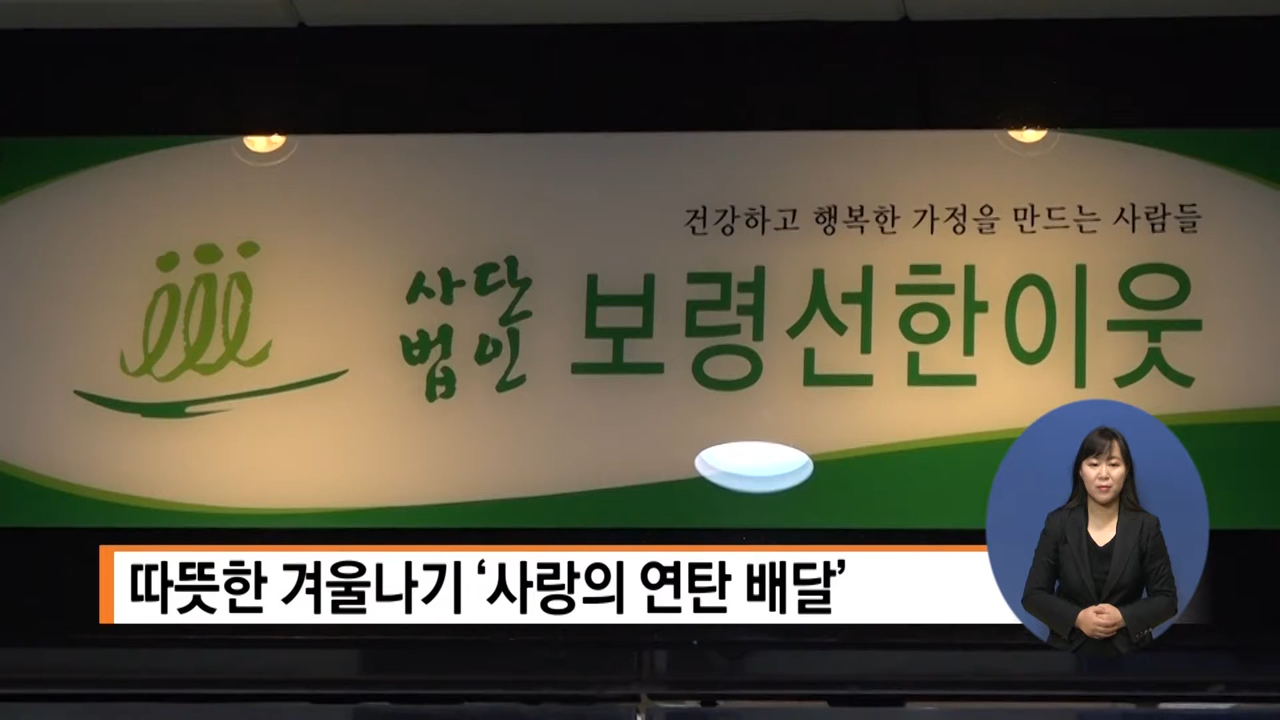 건강하고 행복한 가정을 만드는 사람들
사단법인 보령선한이웃
따뜻한 겨울나기 ‘사랑의 연탄 배달’